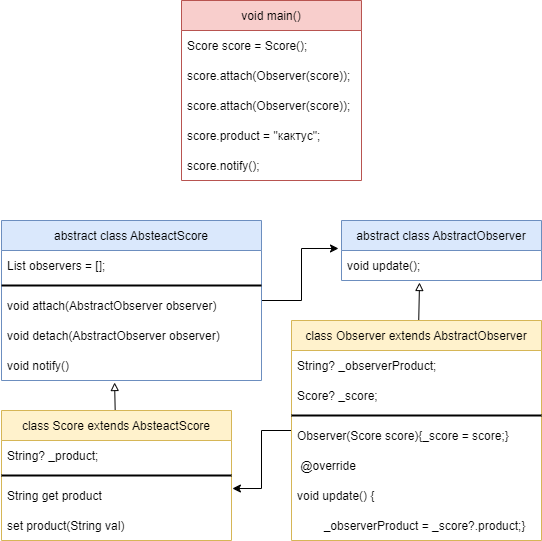 void main()
Score score = Score();
score.attach(Observer(score));
score.attach(Observer(score));
score.product = "кактус";
score.notify();
abstract class AbsteactScore
List observers = [];
void attach(AbstractObserver observer)
void detach(AbstractObserver observer)
void notify()
abstract class AbstractObserver
void update();
class Score extends AbsteactScore
String? _product;
String get product
set product(String val)
class Observer extends AbstractObserver
String? _observerProduct;
Score? _score;
Observer(Score score){_score = score;}
@override
void update() {
_observerProduct = _score?.product;}